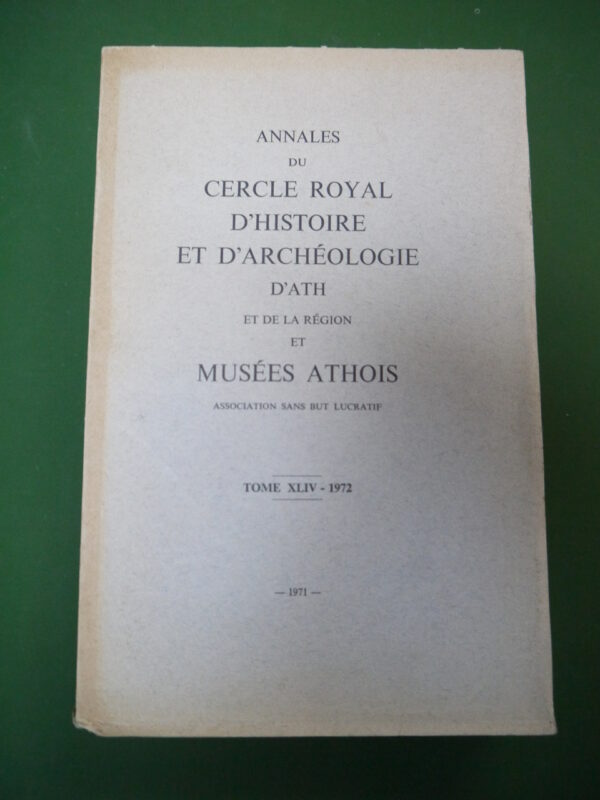 ANNALES
DU
CERCLE ROYAL
D'HISTOIRE
ET D'ARCHÉOLOGIE
D'ATH
ET DE LA RÉGION
ET
MUSÉES ATHOIS
ASSOCIATION SANS BUT LUCRATIF
TOME XLIV - 1972
— 1971 —